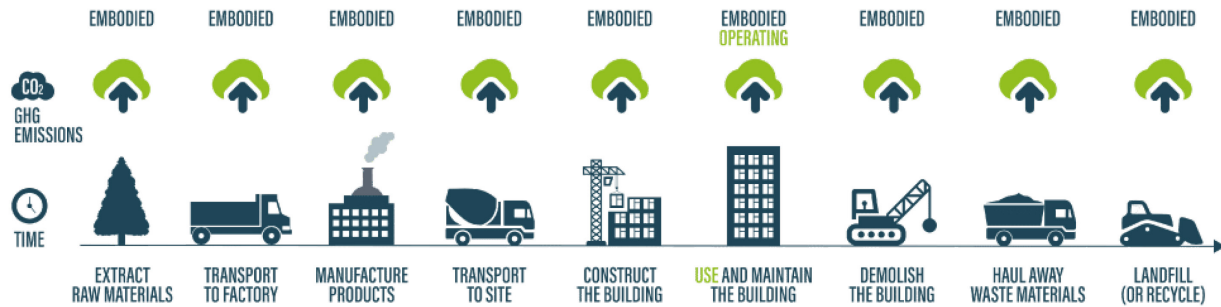 EMBODIED EMBODIED EMBODIED EMBODIED EMBODIED EMBODIED EMBODIED EMBODIED EMBODIED
OPERATING
CO2
GHG
EMISSIONS
TIME
EXTRACT
RAW MATERIALS
TRANSPORT
TO FACTORY
MANUFACTURE
PRODUCTS
TRANSPORT
TO SITE
CONSTRUCT
THE BUILDING
USE AND MAINTAIN
THE BUILDING
DEMOLISH
THE BUILDING
HAUL AWAY
WASTE MATERIALS
LANDFILL
(OR RECYCLE)